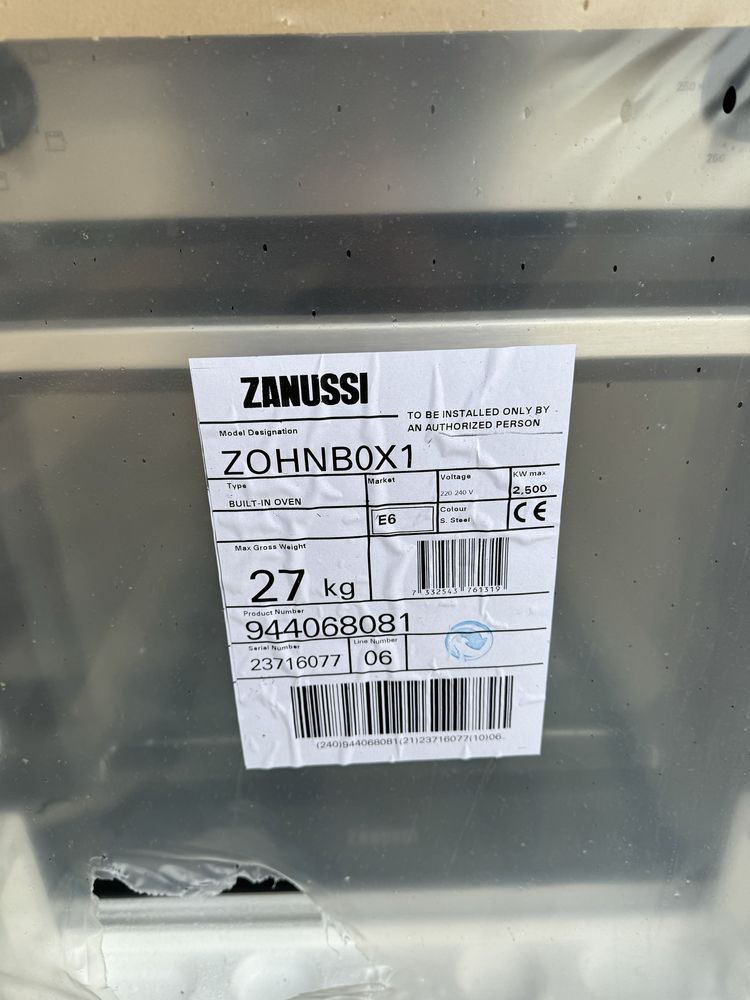 250
200
ZANUSSI
TO BE INSTALLED ONLY BY
AN AUTHORIZED PERSON
Model Designation
ZOHNB0X1
Type
BUILT-IN OVEN
Market
E6
Voltage
220 240 V
KW max
2,500
Colour
S. Steel
CE
Max Gross Weight
27 kg
7 332543 761319
Product Number
944068081
Serial Number
23716077
Line Number
06
(240)944068081(21)23716077(10)06